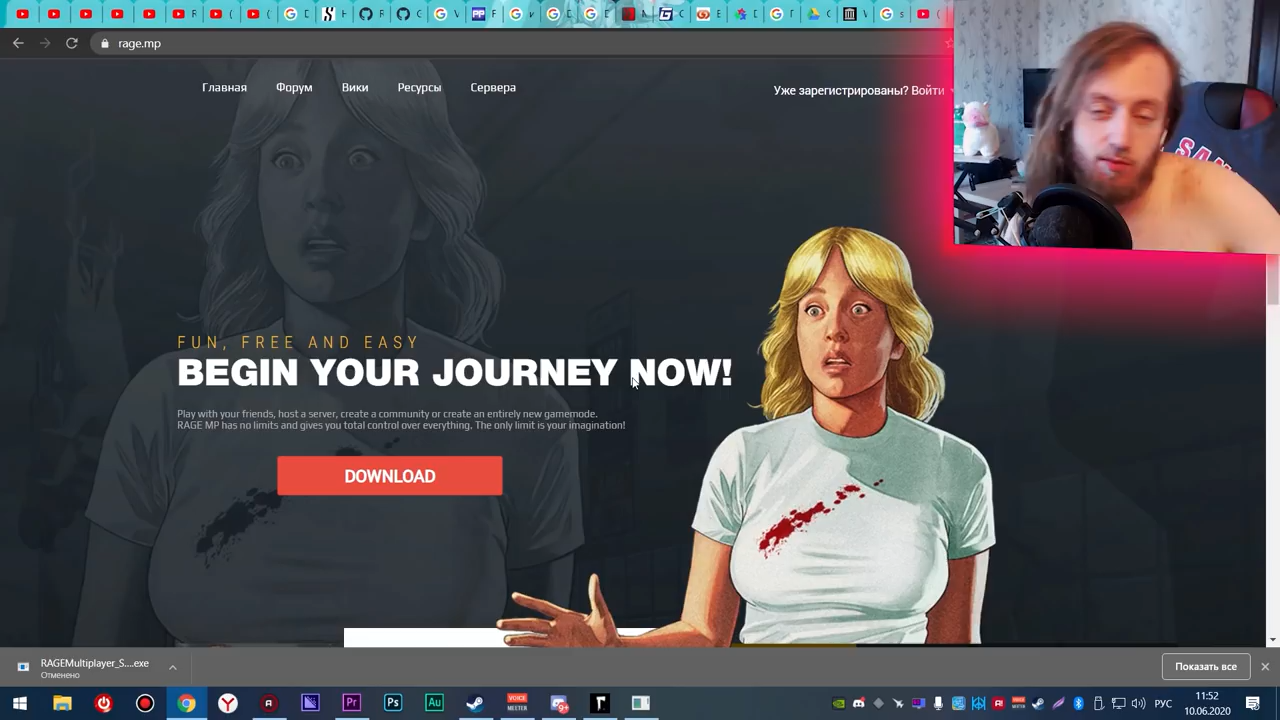 rage.mp
Главная
Форум
Вики
Ресурсы
Сервера
Уже зарегистрированы? Войти
FUN, FREE AND EASY
BEGIN YOUR JOURNEY NOW!
Play with your friends, host a server, create a community or create an entirely new gamemode.
RAGE MP has no limits and gives you total control over everything. The only limit is your imagination!
DOWNLOAD
RAGEMultiplayer_S....exe
Отменено
Показать все
РУС
11:52
10.06.2020